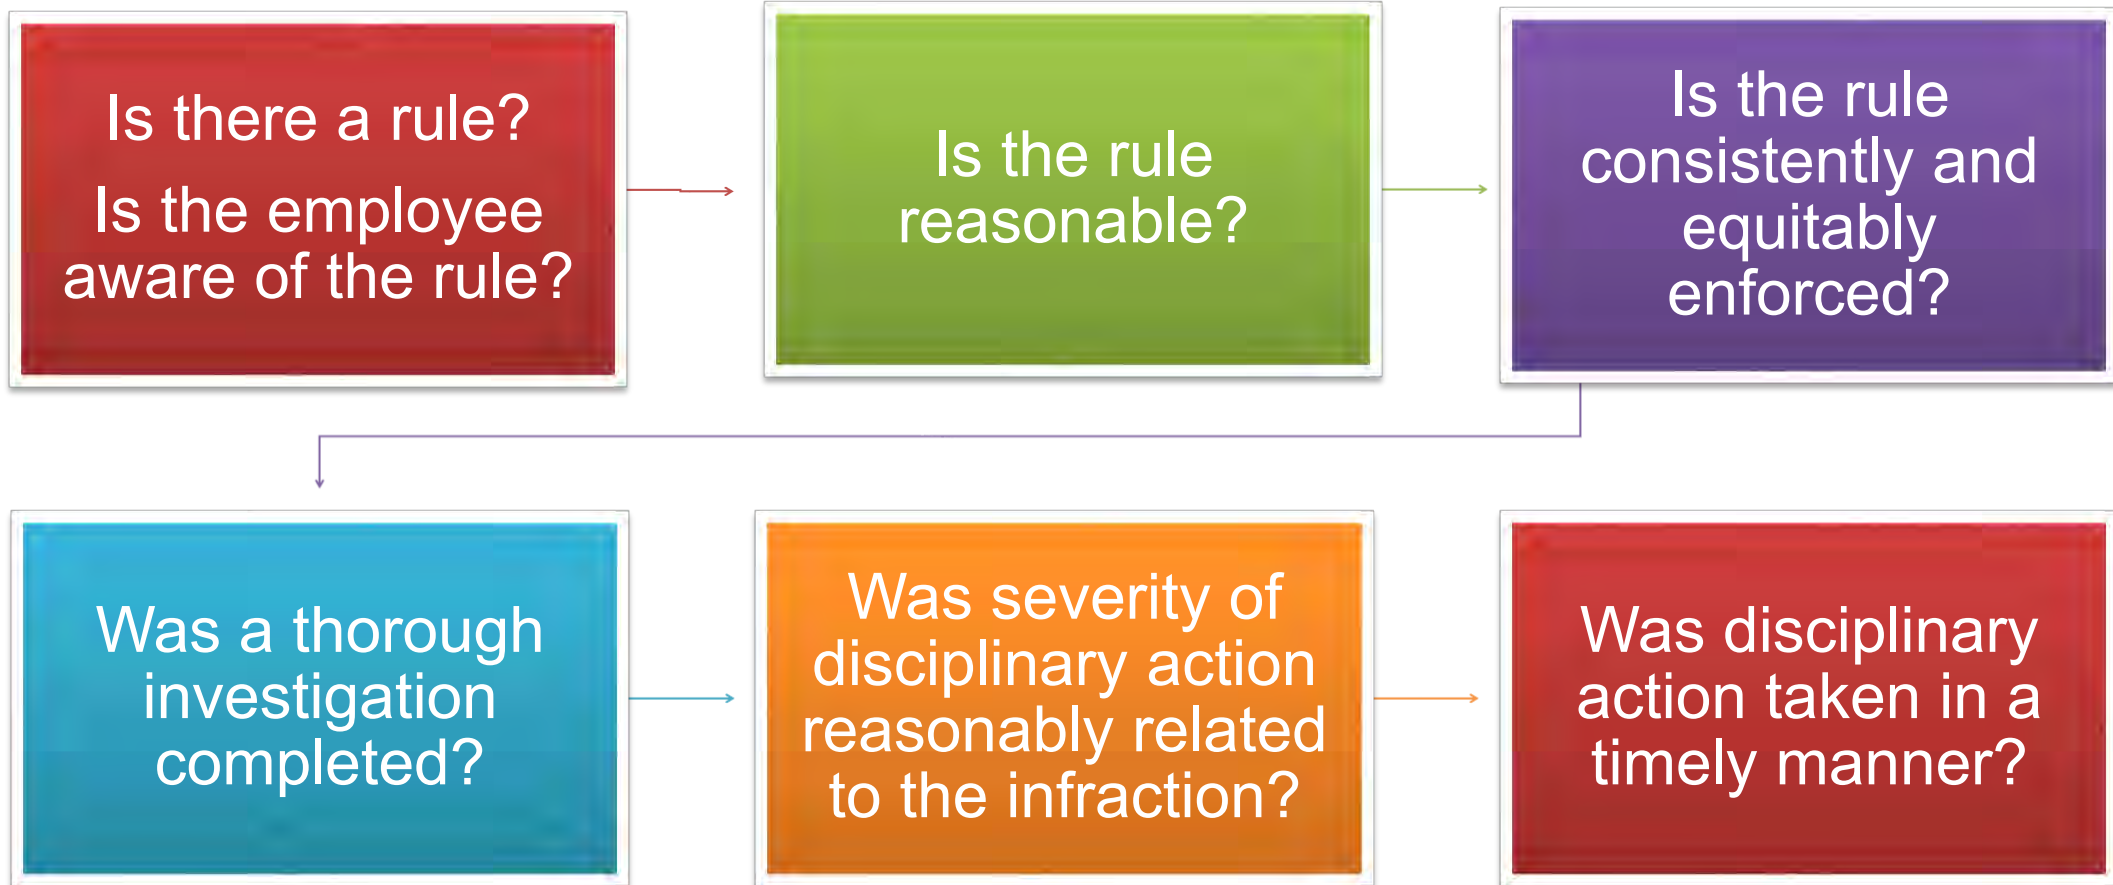 Is there a rule?
Is the employee
aware of the rule?
Is the rule
reasonable?
Is the rule
consistently and
equitably
enforced?
Was a thorough
investigation
completed?
Was severity of
disciplinary action
reasonably related
to the infraction?
Was disciplinary
action taken in a
timely manner?